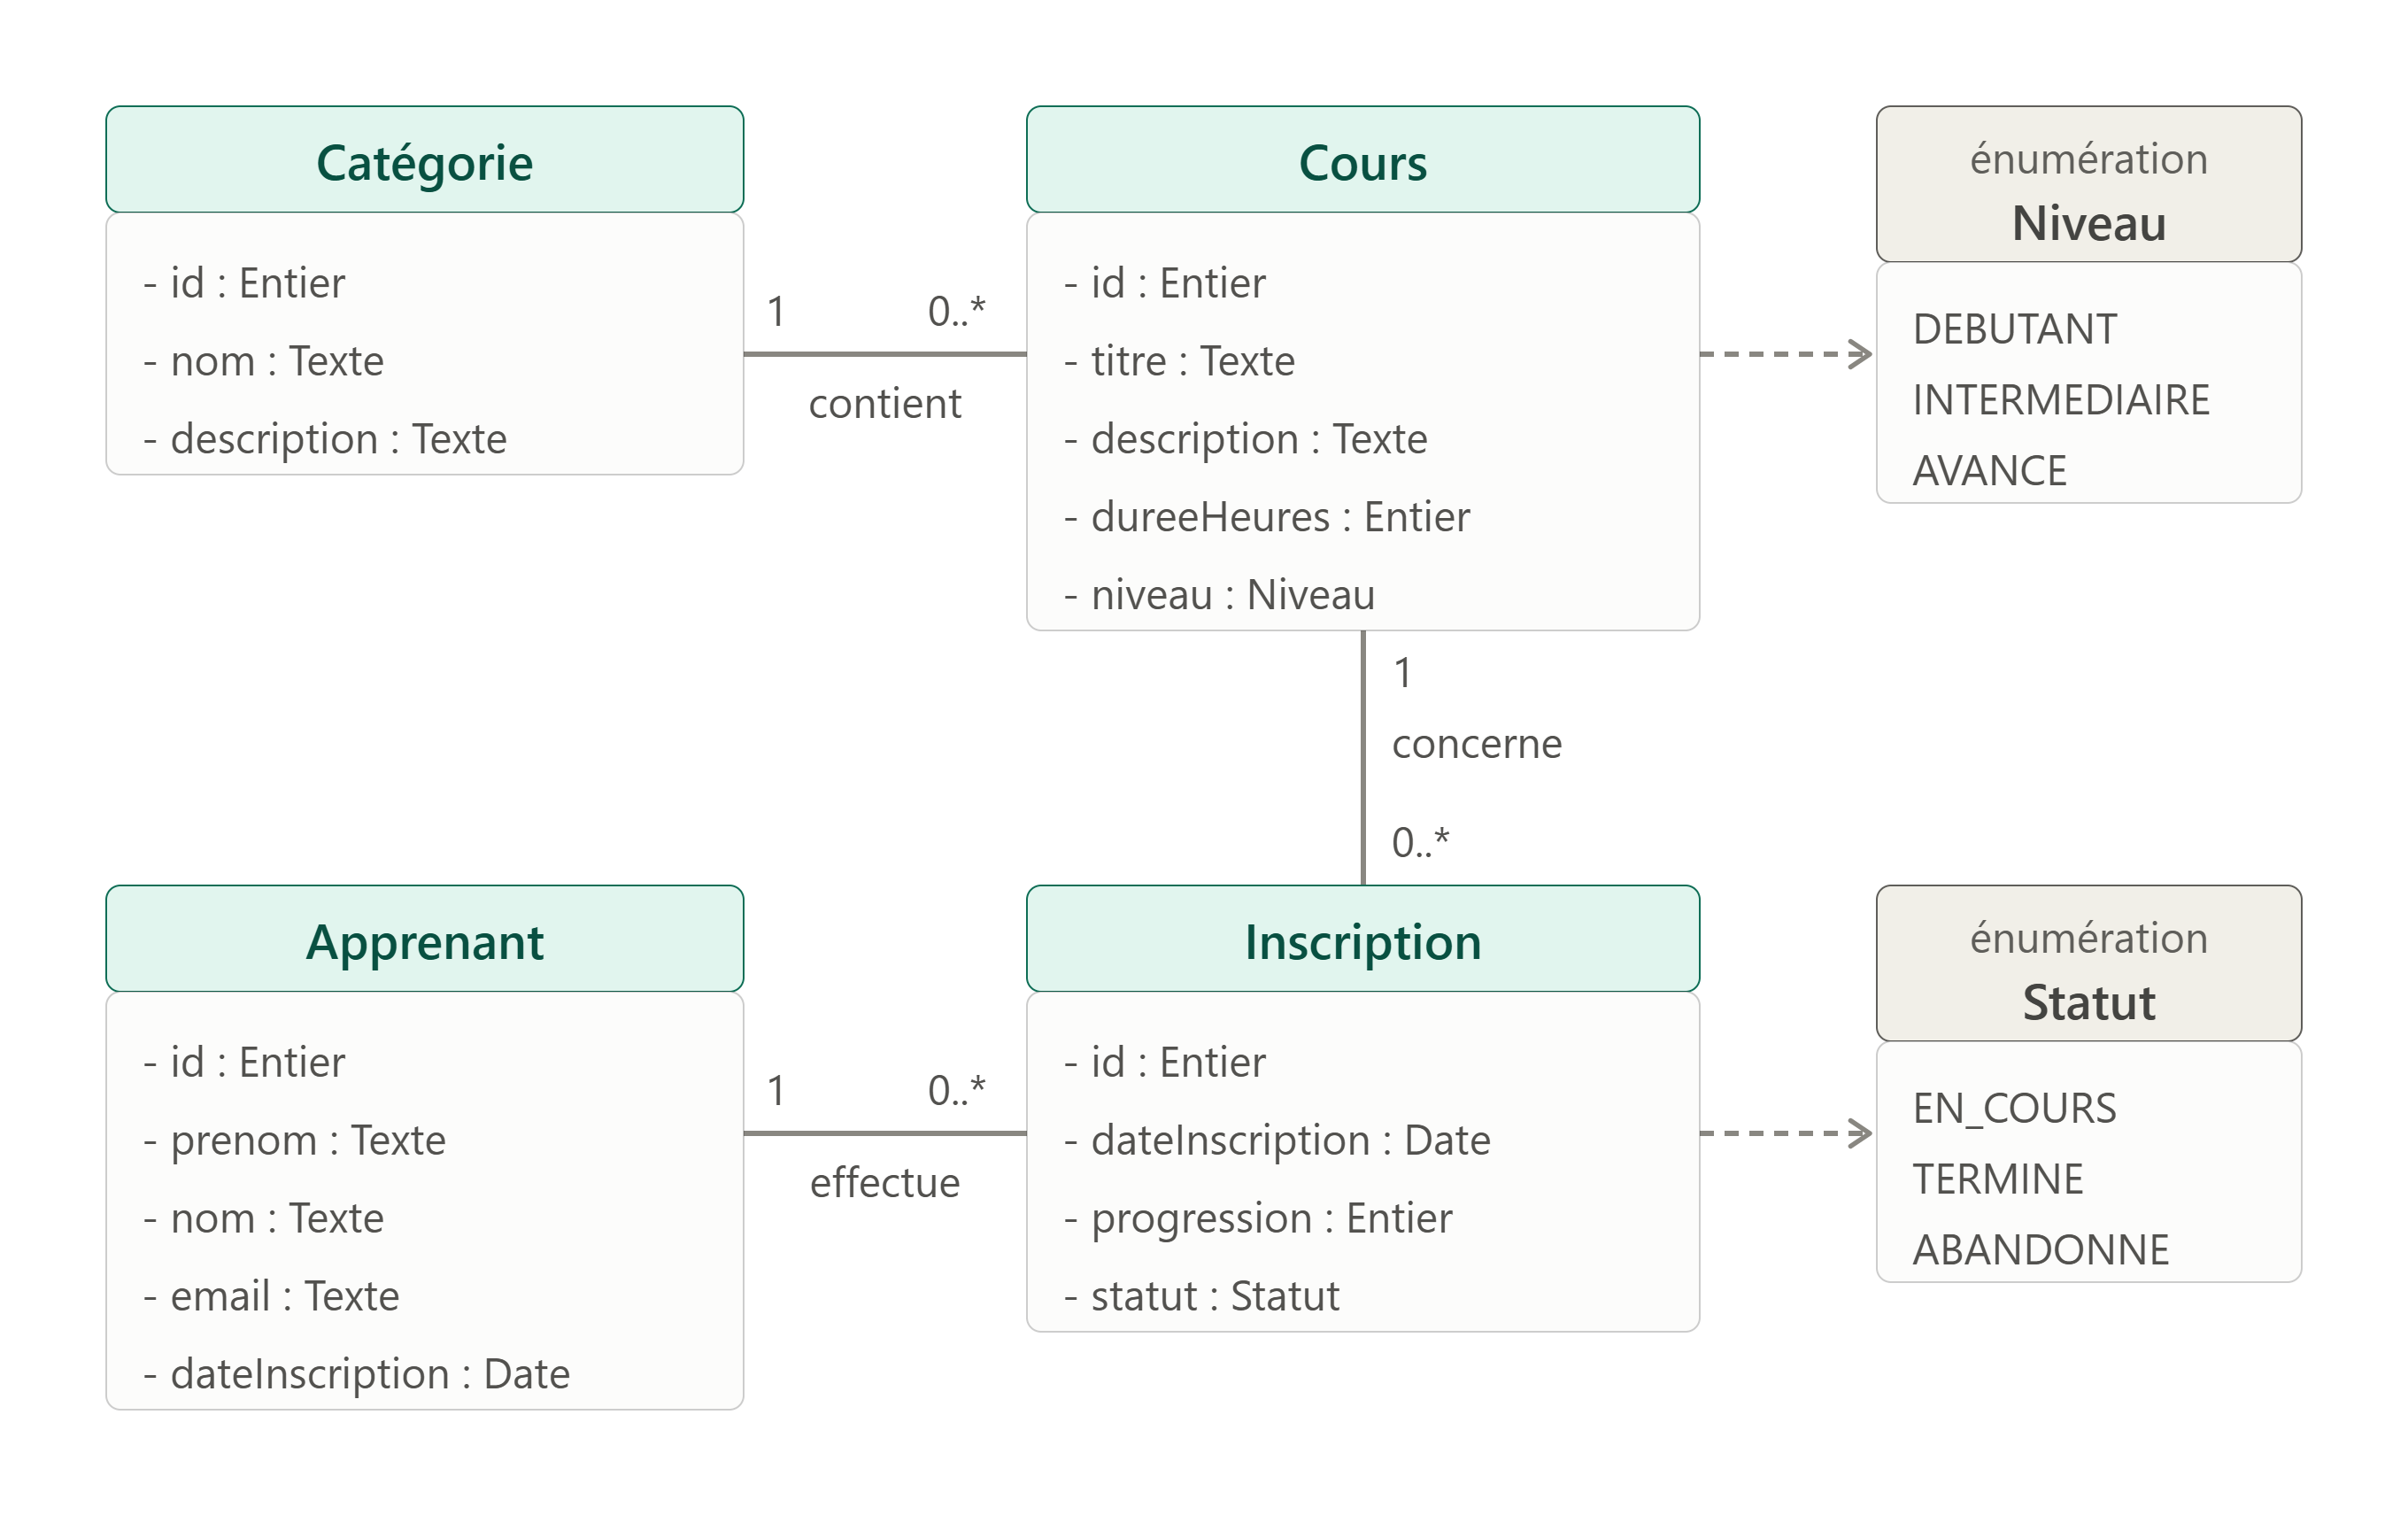 Catégorie
- id : Entier
- nom : Texte
- description : Texte
1
0..*
contient
Cours
- id : Entier
- titre : Texte
- description : Texte
- dureeHeures : Entier
- niveau : Niveau
énumération
Niveau
DEBUTANT
INTERMEDIAIRE
AVANCE
1
concerne
0..*
Apprenant
- id : Entier
- prenom : Texte
- nom : Texte
- email : Texte
- dateInscription : Date
1
0..*
effectue
Inscription
- id : Entier
- dateInscription : Date
- progression : Entier
- statut : Statut
énumération
Statut
EN_COURS
TERMINE
ABANDONNE